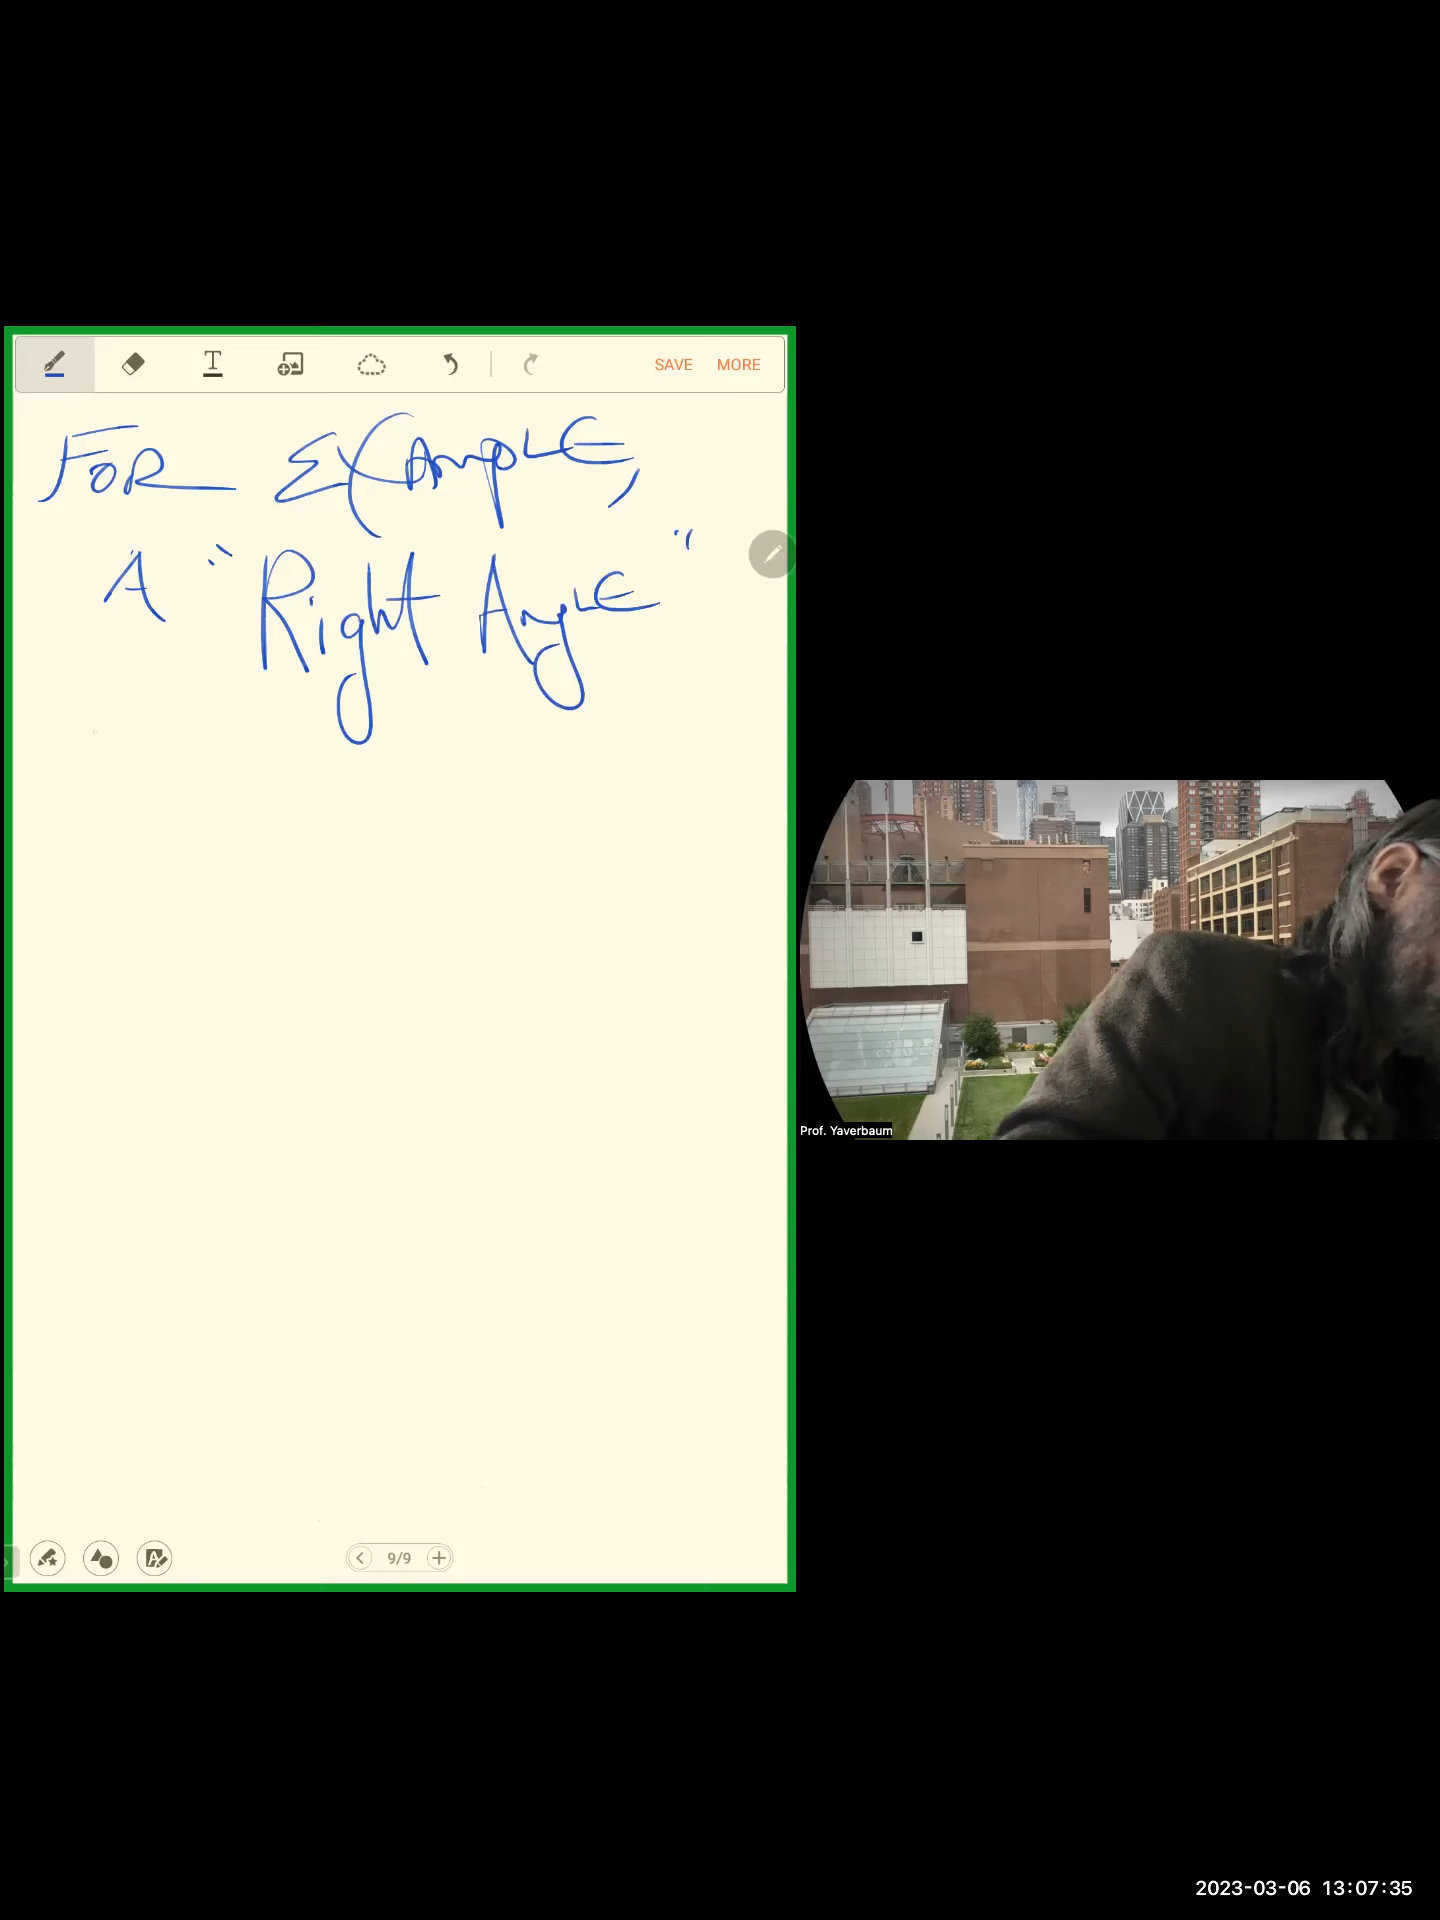 SAVE MORE
FOR EXAMPLE,
A "Right AngLE"
9/9
Prof. Yaverbaum
2023-03-06 13:07:35